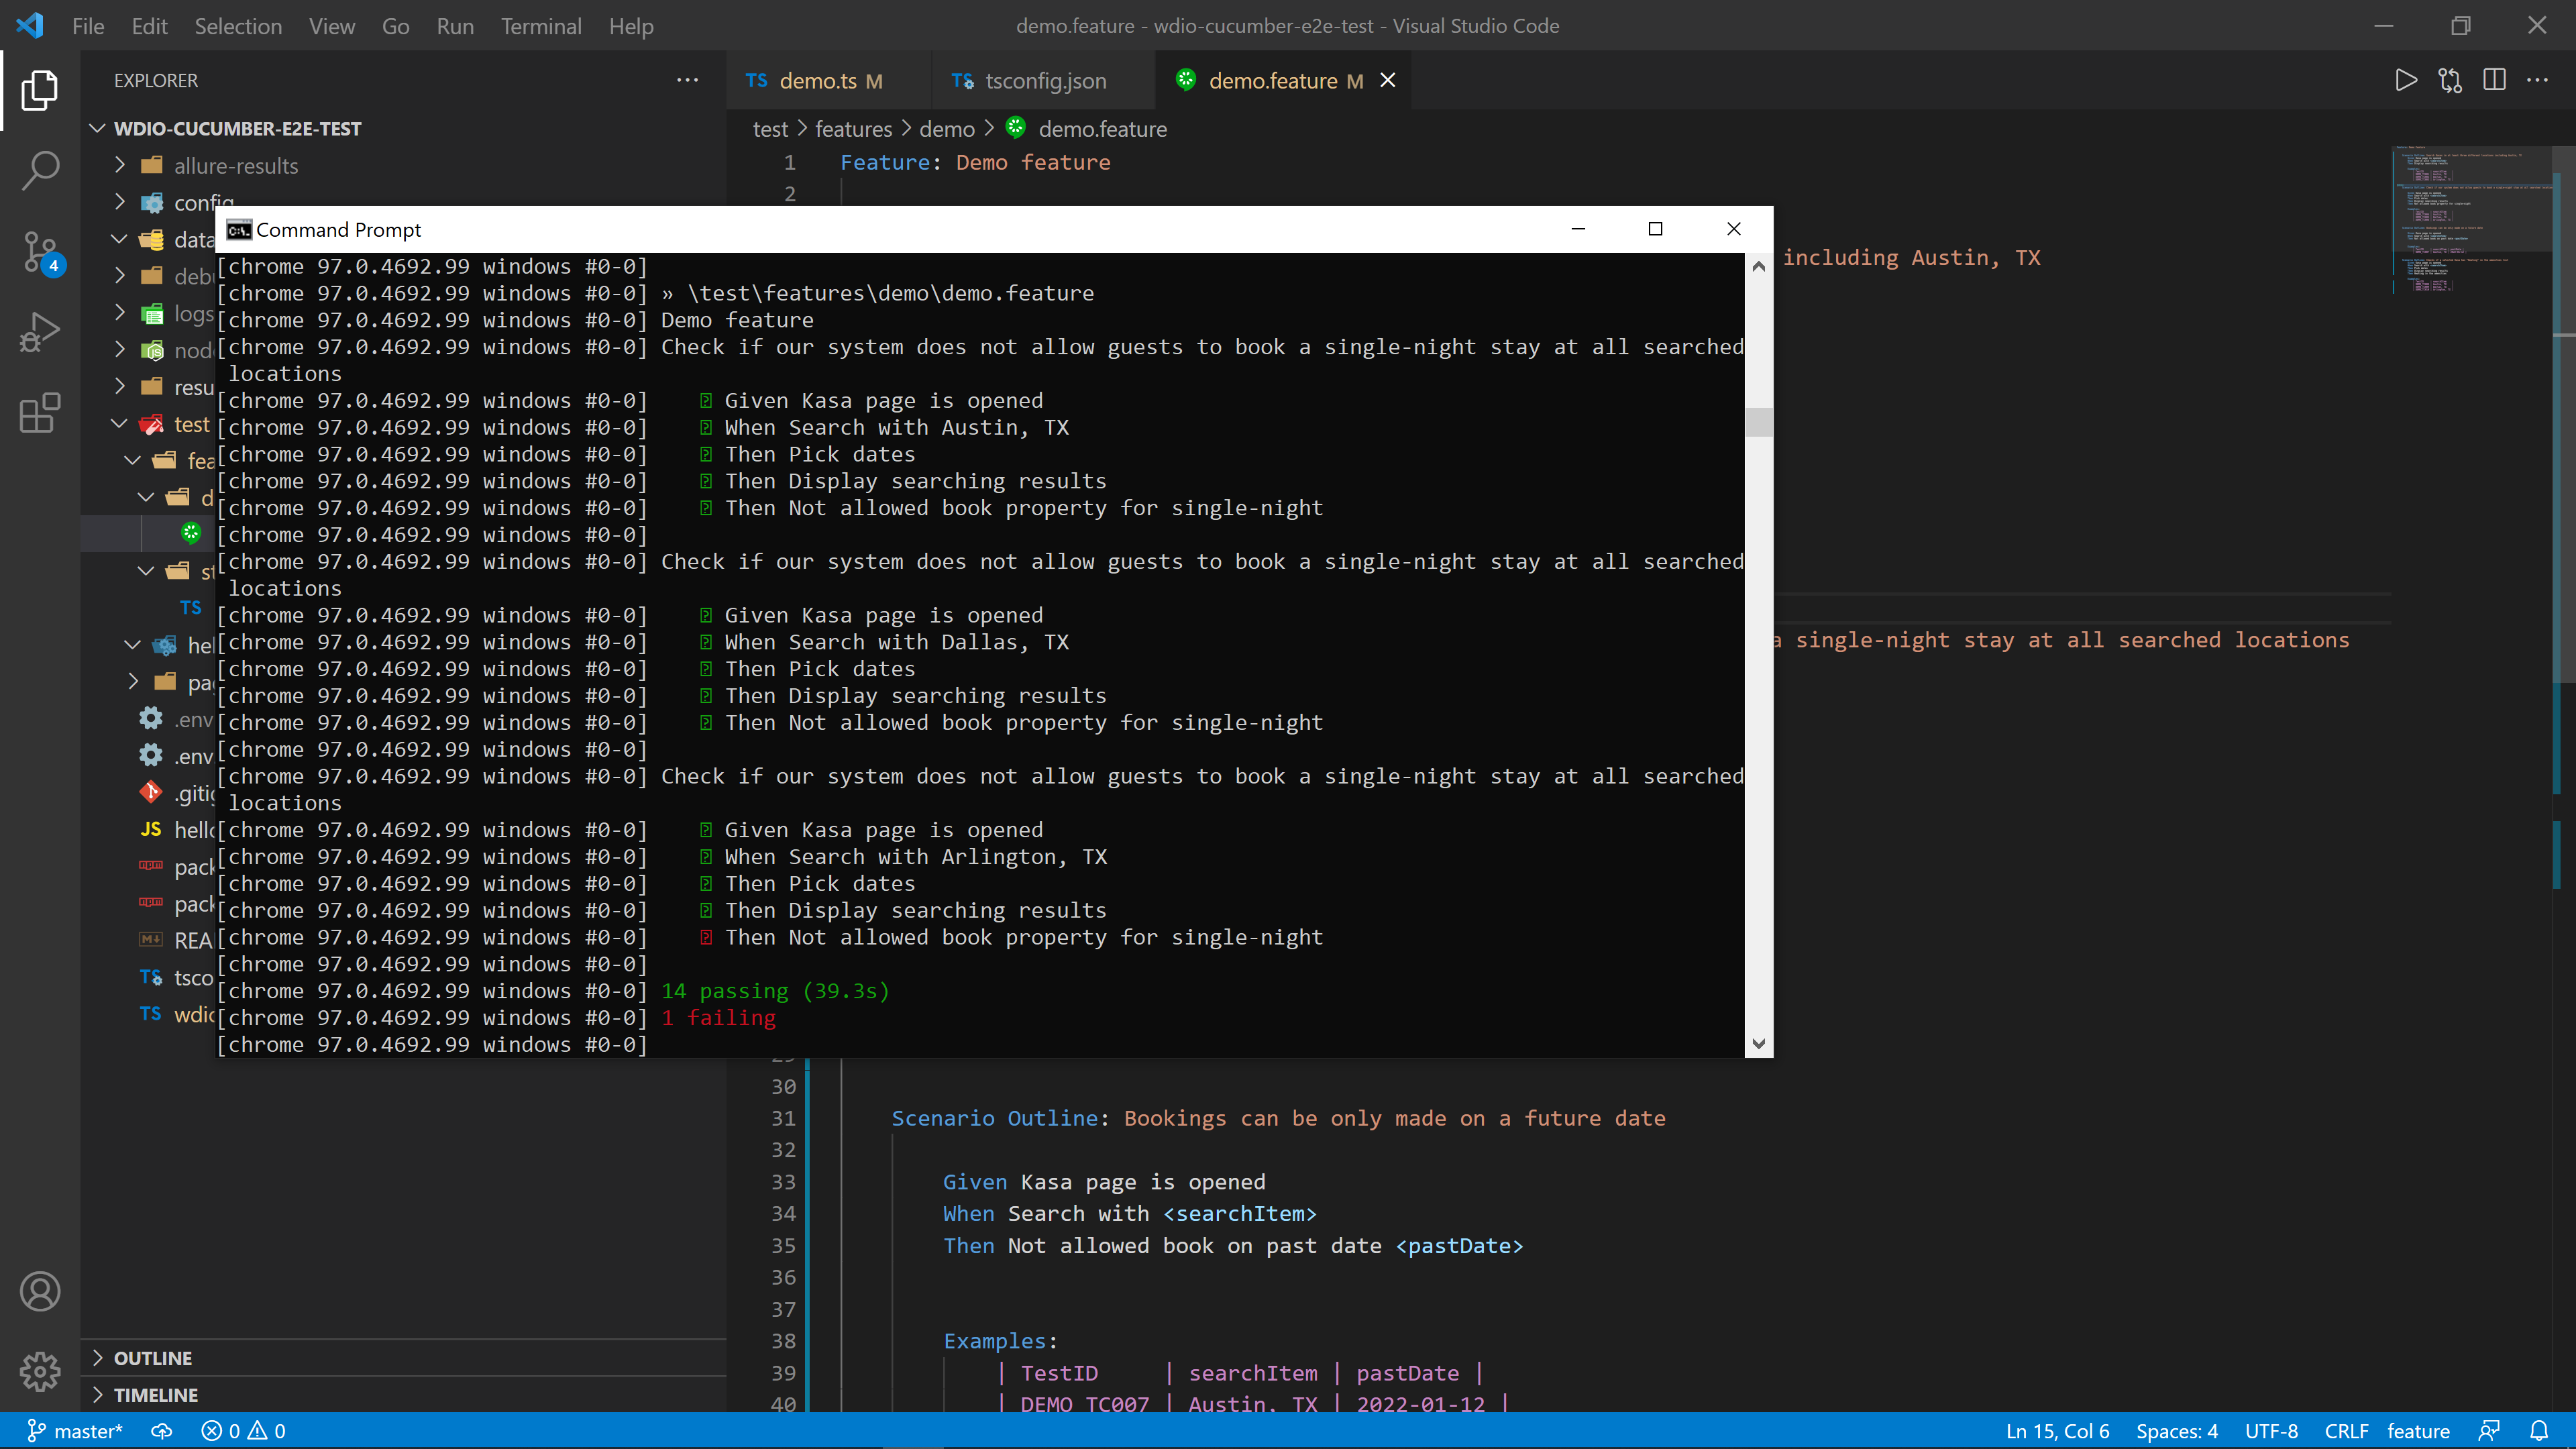 File Edit Selection View Go Run Terminal Help
demo.feature - wdio-cucumber-e2e-test - Visual Studio Code
EXPLORER
TS demo.ts M
TS tsconfig.json
demo.feature M
test > features > demo > demo.feature
WDIO-CUCUMBER-E2E-TEST
allure-results
config
data
logs
test
.env
.env
JS
TS
M↓
TS
TS
4
OUTLINE
TIMELINE
1 Feature: Demo feature
2
including Austin, TX
a single-night stay at all searched locations
Command Prompt
[chrome 97.0.4692.99 windows #0-0]
[chrome 97.0.4692.99 windows #0-0] » \test\features\demo\demo.feature
[chrome 97.0.4692.99 windows #0-0] Demo feature
[chrome 97.0.4692.99 windows #0-0] Check if our system does not allow guests to book a single-night stay at all searched
locations
[chrome 97.0.4692.99 windows #0-0] Given Kasa page is opened
[chrome 97.0.4692.99 windows #0-0] When Search with Austin, TX
[chrome 97.0.4692.99 windows #0-0] Then Pick dates
[chrome 97.0.4692.99 windows #0-0] Then Display searching results
[chrome 97.0.4692.99 windows #0-0] Then Not allowed book property for single-night
[chrome 97.0.4692.99 windows #0-0]
[chrome 97.0.4692.99 windows #0-0] Check if our system does not allow guests to book a single-night stay at all searched
locations
[chrome 97.0.4692.99 windows #0-0] Given Kasa page is opened
[chrome 97.0.4692.99 windows #0-0] When Search with Dallas, TX
[chrome 97.0.4692.99 windows #0-0] Then Pick dates
[chrome 97.0.4692.99 windows #0-0] Then Display searching results
[chrome 97.0.4692.99 windows #0-0] Then Not allowed book property for single-night
[chrome 97.0.4692.99 windows #0-0]
[chrome 97.0.4692.99 windows #0-0] Check if our system does not allow guests to book a single-night stay at all searched
locations
[chrome 97.0.4692.99 windows #0-0] Given Kasa page is opened
[chrome 97.0.4692.99 windows #0-0] When Search with Arlington, TX
[chrome 97.0.4692.99 windows #0-0] Then Pick dates
[chrome 97.0.4692.99 windows #0-0] Then Display searching results
[chrome 97.0.4692.99 windows #0-0] Then Not allowed book property for single-night
[chrome 97.0.4692.99 windows #0-0]
[chrome 97.0.4692.99 windows #0-0] 14 passing (39.3s)
[chrome 97.0.4692.99 windows #0-0] 1 failing
[chrome 97.0.4692.99 windows #0-0]
30
31 Scenario Outline: Bookings can be only made on a future date
32
33 Given Kasa page is opened
34 When Search with <searchItem>
35 Then Not allowed book on past date <pastDate>
36
37
38 Examples:
39 | TestID | searchItem | pastDate |
40 | DEMO_TC007 | Austin, TX | 2022-01-12 |
master* 0 0
Ln 15, Col 6 Spaces: 4 UTF-8 CRLF feature